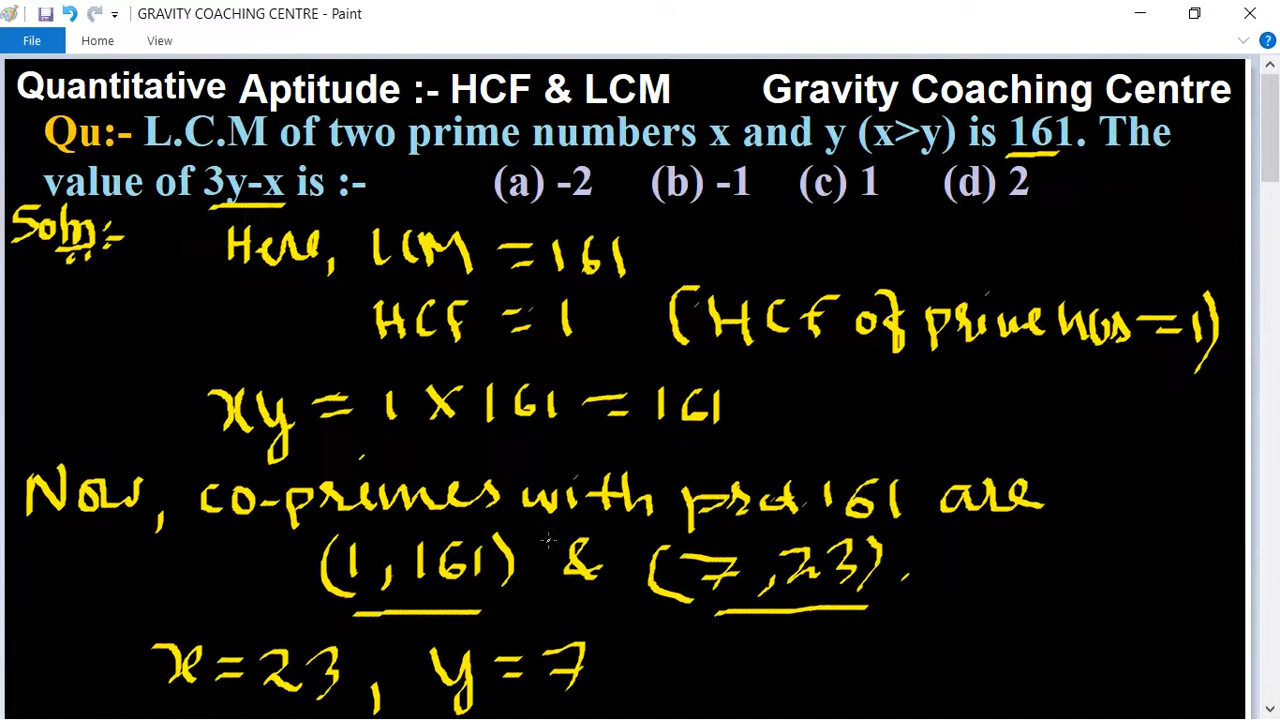 GRAVITY COACHING CENTRE - Paint
File Home View
Quantitative Aptitude :- HCF & LCM Gravity Coaching Centre
Qu:- L.C.M of two prime numbers x and y (x>y) is 161. The
value of 3y-x is :- (a) -2 (b) -1 (c) 1 (d) 2
Soln:- Here, LCM = 161
HCF = 1 (HCF of prime nos = 1)
xy = 1 X 161 = 161
Now, co-primes with prd 161 are
(1, 161) & (7, 23).
x = 23, y = 7